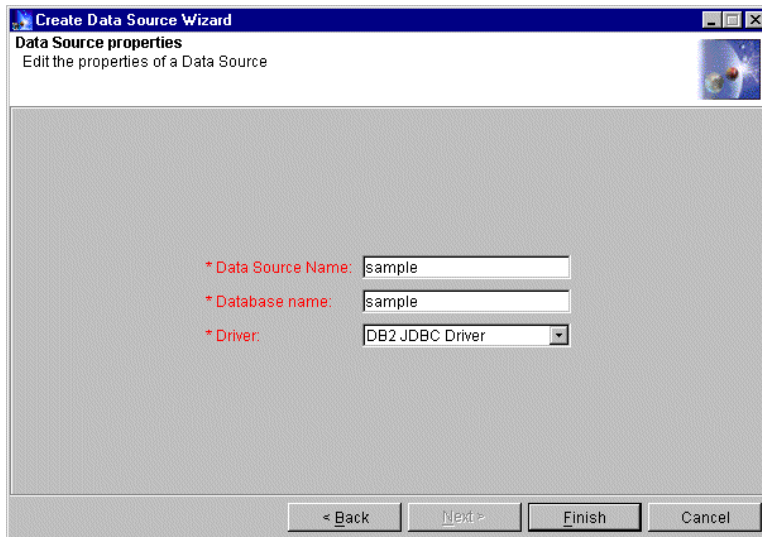 Create Data Source Wizard
Data Source properties
Edit the properties of a Data Source
* Data Source Name: sample
* Database name: sample
* Driver: DB2 JDBC Driver
< Back Next > Finish Cancel